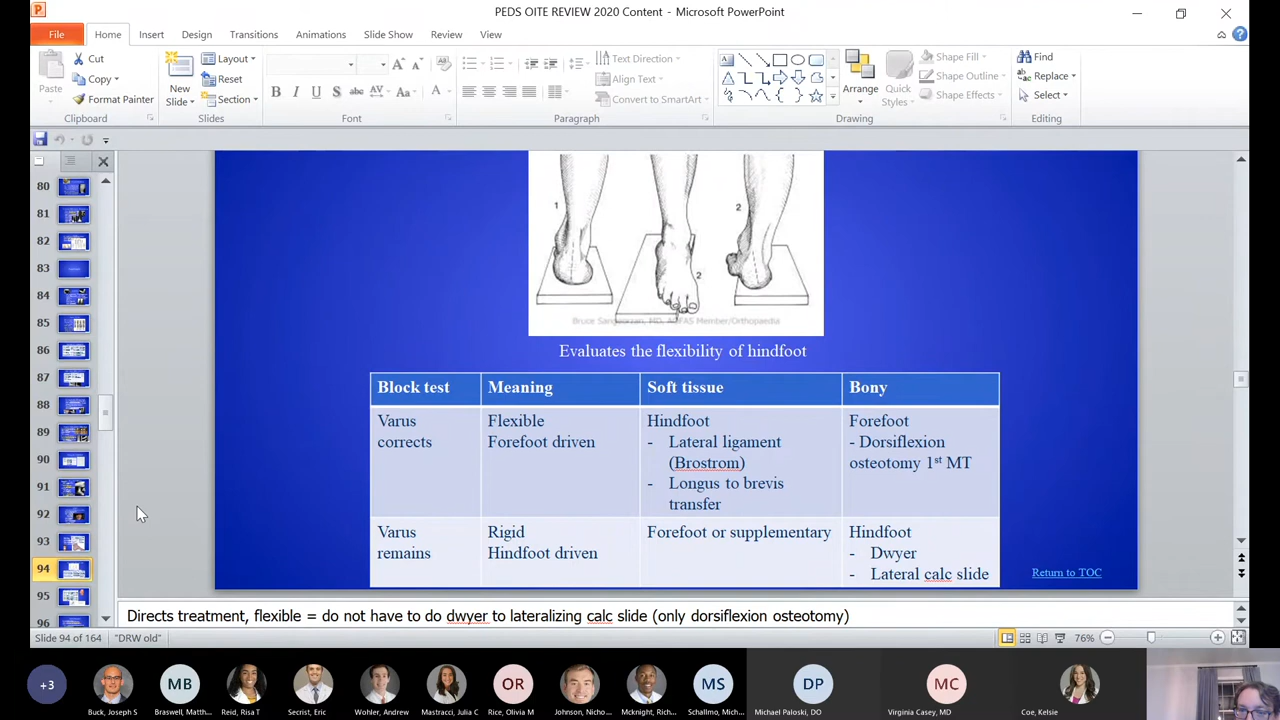 PEDS OITE REVIEW 2020 Content - Microsoft PowerPoint
File Home Insert Design Transitions Animations Slide Show Review View
Paste
Cut
Copy
Format Painter
Clipboard
New
Slide
Layout
Reset
Section
Slides
B I U S abc AV Aa A
Font
Text Direction
Align Text
Convert to SmartArt
Paragraph
Arrange
Quick
Styles
Shape Fill
Shape Outline
Shape Effects
Drawing
Find
Replace
Select
Editing
80
81
82
83
84
85
86
87
88
89
90
91
92
93
94
95
96
1
2
2
Evaluates the flexibility of hindfoot
Block test Meaning Soft tissue Bony
Varus
corrects
Flexible
Forefoot driven
Hindfoot
- Lateral ligament
(Brostrom)
- Longus to brevis
transfer
Forefoot
- Dorsiflexion
osteotomy 1st MT
Varus
remains
Rigid
Hindfoot driven
Forefoot or supplementary
Hindfoot
- Dwyer
- Lateral calc slide
Return to TOC
Directs treatment, flexible = do not have to do dwyer to lateralizing calc slide (only dorsiflexion osteotomy)
Slide 94 of 164 "DRW old" 76%
+3 MB OR MS DP MC
Buck, Joseph S Braswell, Matth... Reid, Risa T Secrist, Eric Wohler, Andrew Mastracci, Julia C Rice, Olivia M Johnson, Nicho... Mcknight, Rich... Schallmo, Mich... Michael Paloski, DO Virginia Casey, MD Coe, Kelsie